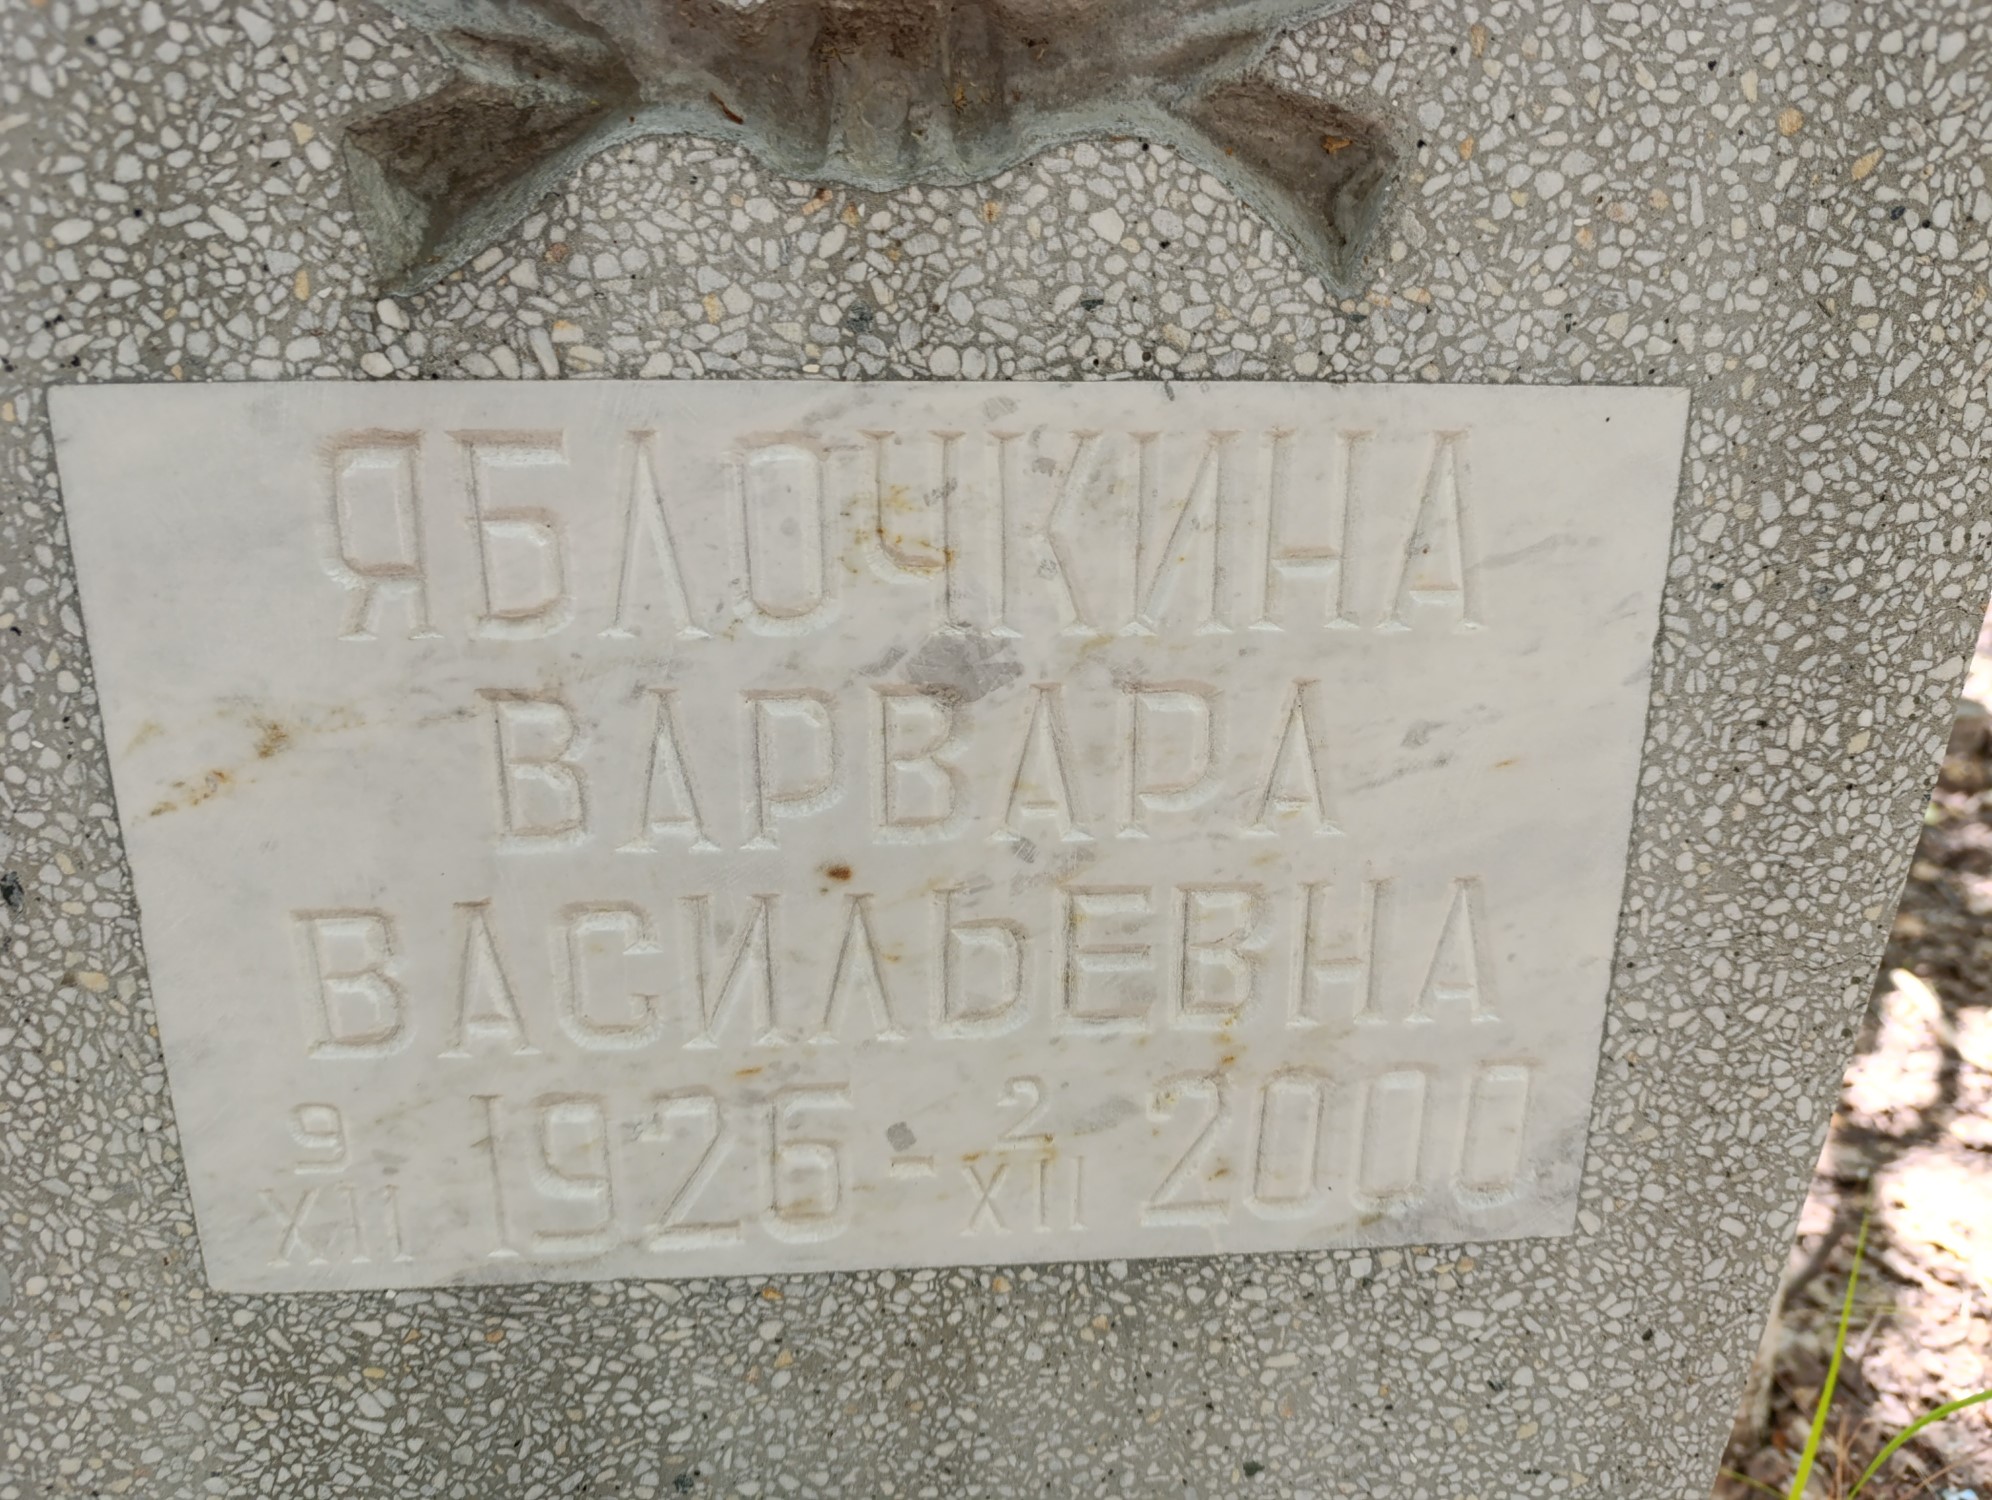 ЯБЛОЧКИНА
ВАРВАРА
ВАСИЛЬЕВНА
9/XII 1926 - 2/XII 2000